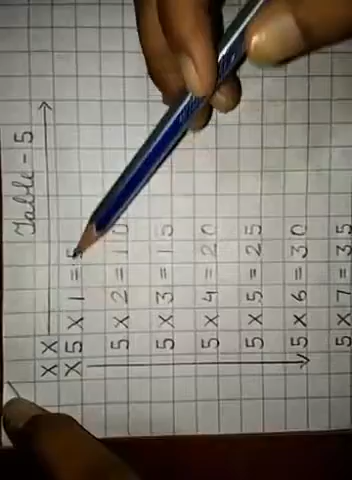 Table - 5
X X
X 5 X 1 = 5
5 X 2 = 10
5 X 3 = 15
5 X 4 = 20
5 X 5 = 25
5 X 6 = 30
5 X 7 = 35